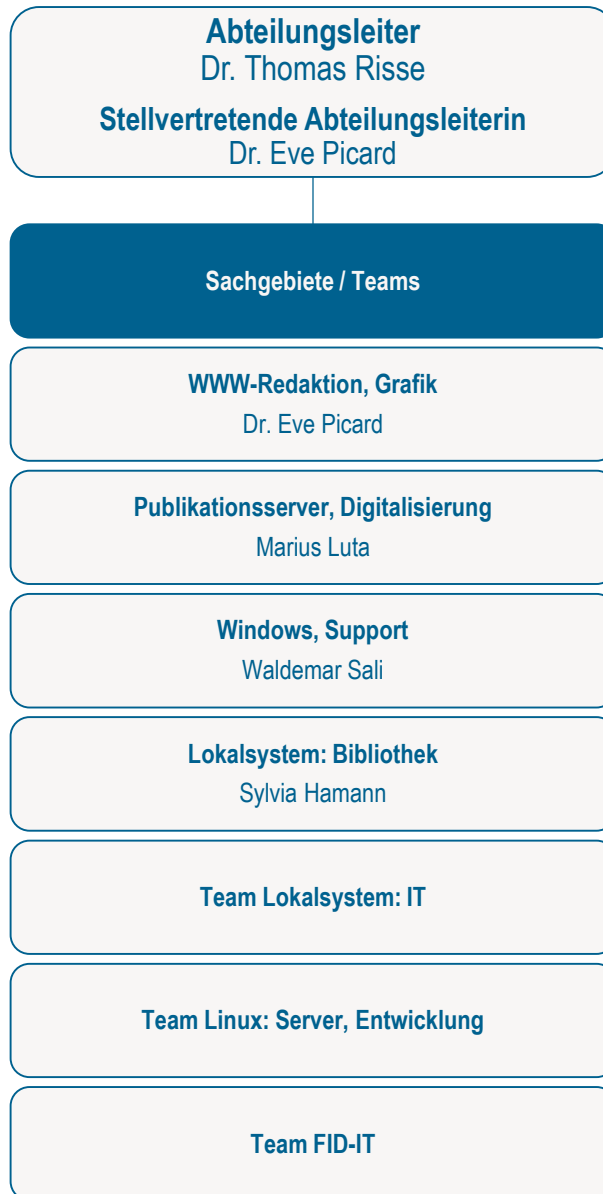 Abteilungsleiter
Dr. Thomas Risse
Stellvertretende Abteilungsleiterin
Dr. Eve Picard
Sachgebiete / Teams
WWW-Redaktion, Grafik
Dr. Eve Picard
Publikationsserver, Digitalisierung
Marius Luta
Windows, Support
Waldemar Sali
Lokalsystem: Bibliothek
Sylvia Hamann
Team Lokalsystem: IT
Team Linux: Server, Entwicklung
Team FID-IT